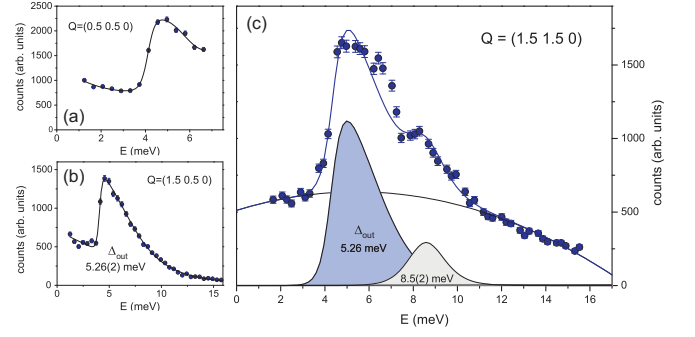 2500
2000
1500
1000
500
0
counts (arb. units)
Q=(0.5 0.5 0)
(a)
0 2 4 6
E (meV)
1500
1000
500
0
counts (arb. units)
(b)
Q=(1.5 0.5 0)
Δout
5.26(2) meV
0 5 10 15
E (meV)
(c)
Q = (1.5 1.5 0)
Δout
5.26 meV
8.5(2) meV
0 2 4 6 8 10 12 14 16
E (meV)
1500
1000
500
0
counts (arb. units)